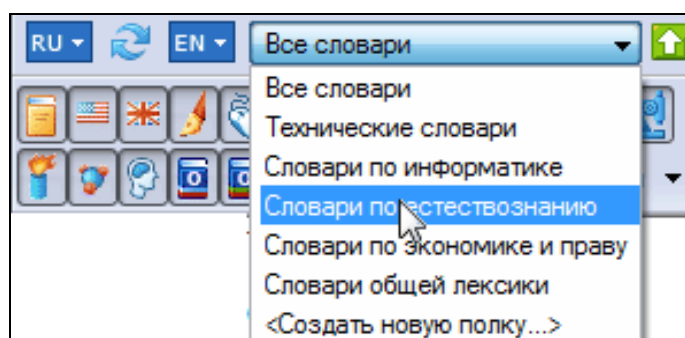 RU EN Все словари
Все словари
Технические словари
Словари по информатике
Словари по естествознанию
Словари по экономике и праву
Словари общей лексики
<Создать новую полку...>